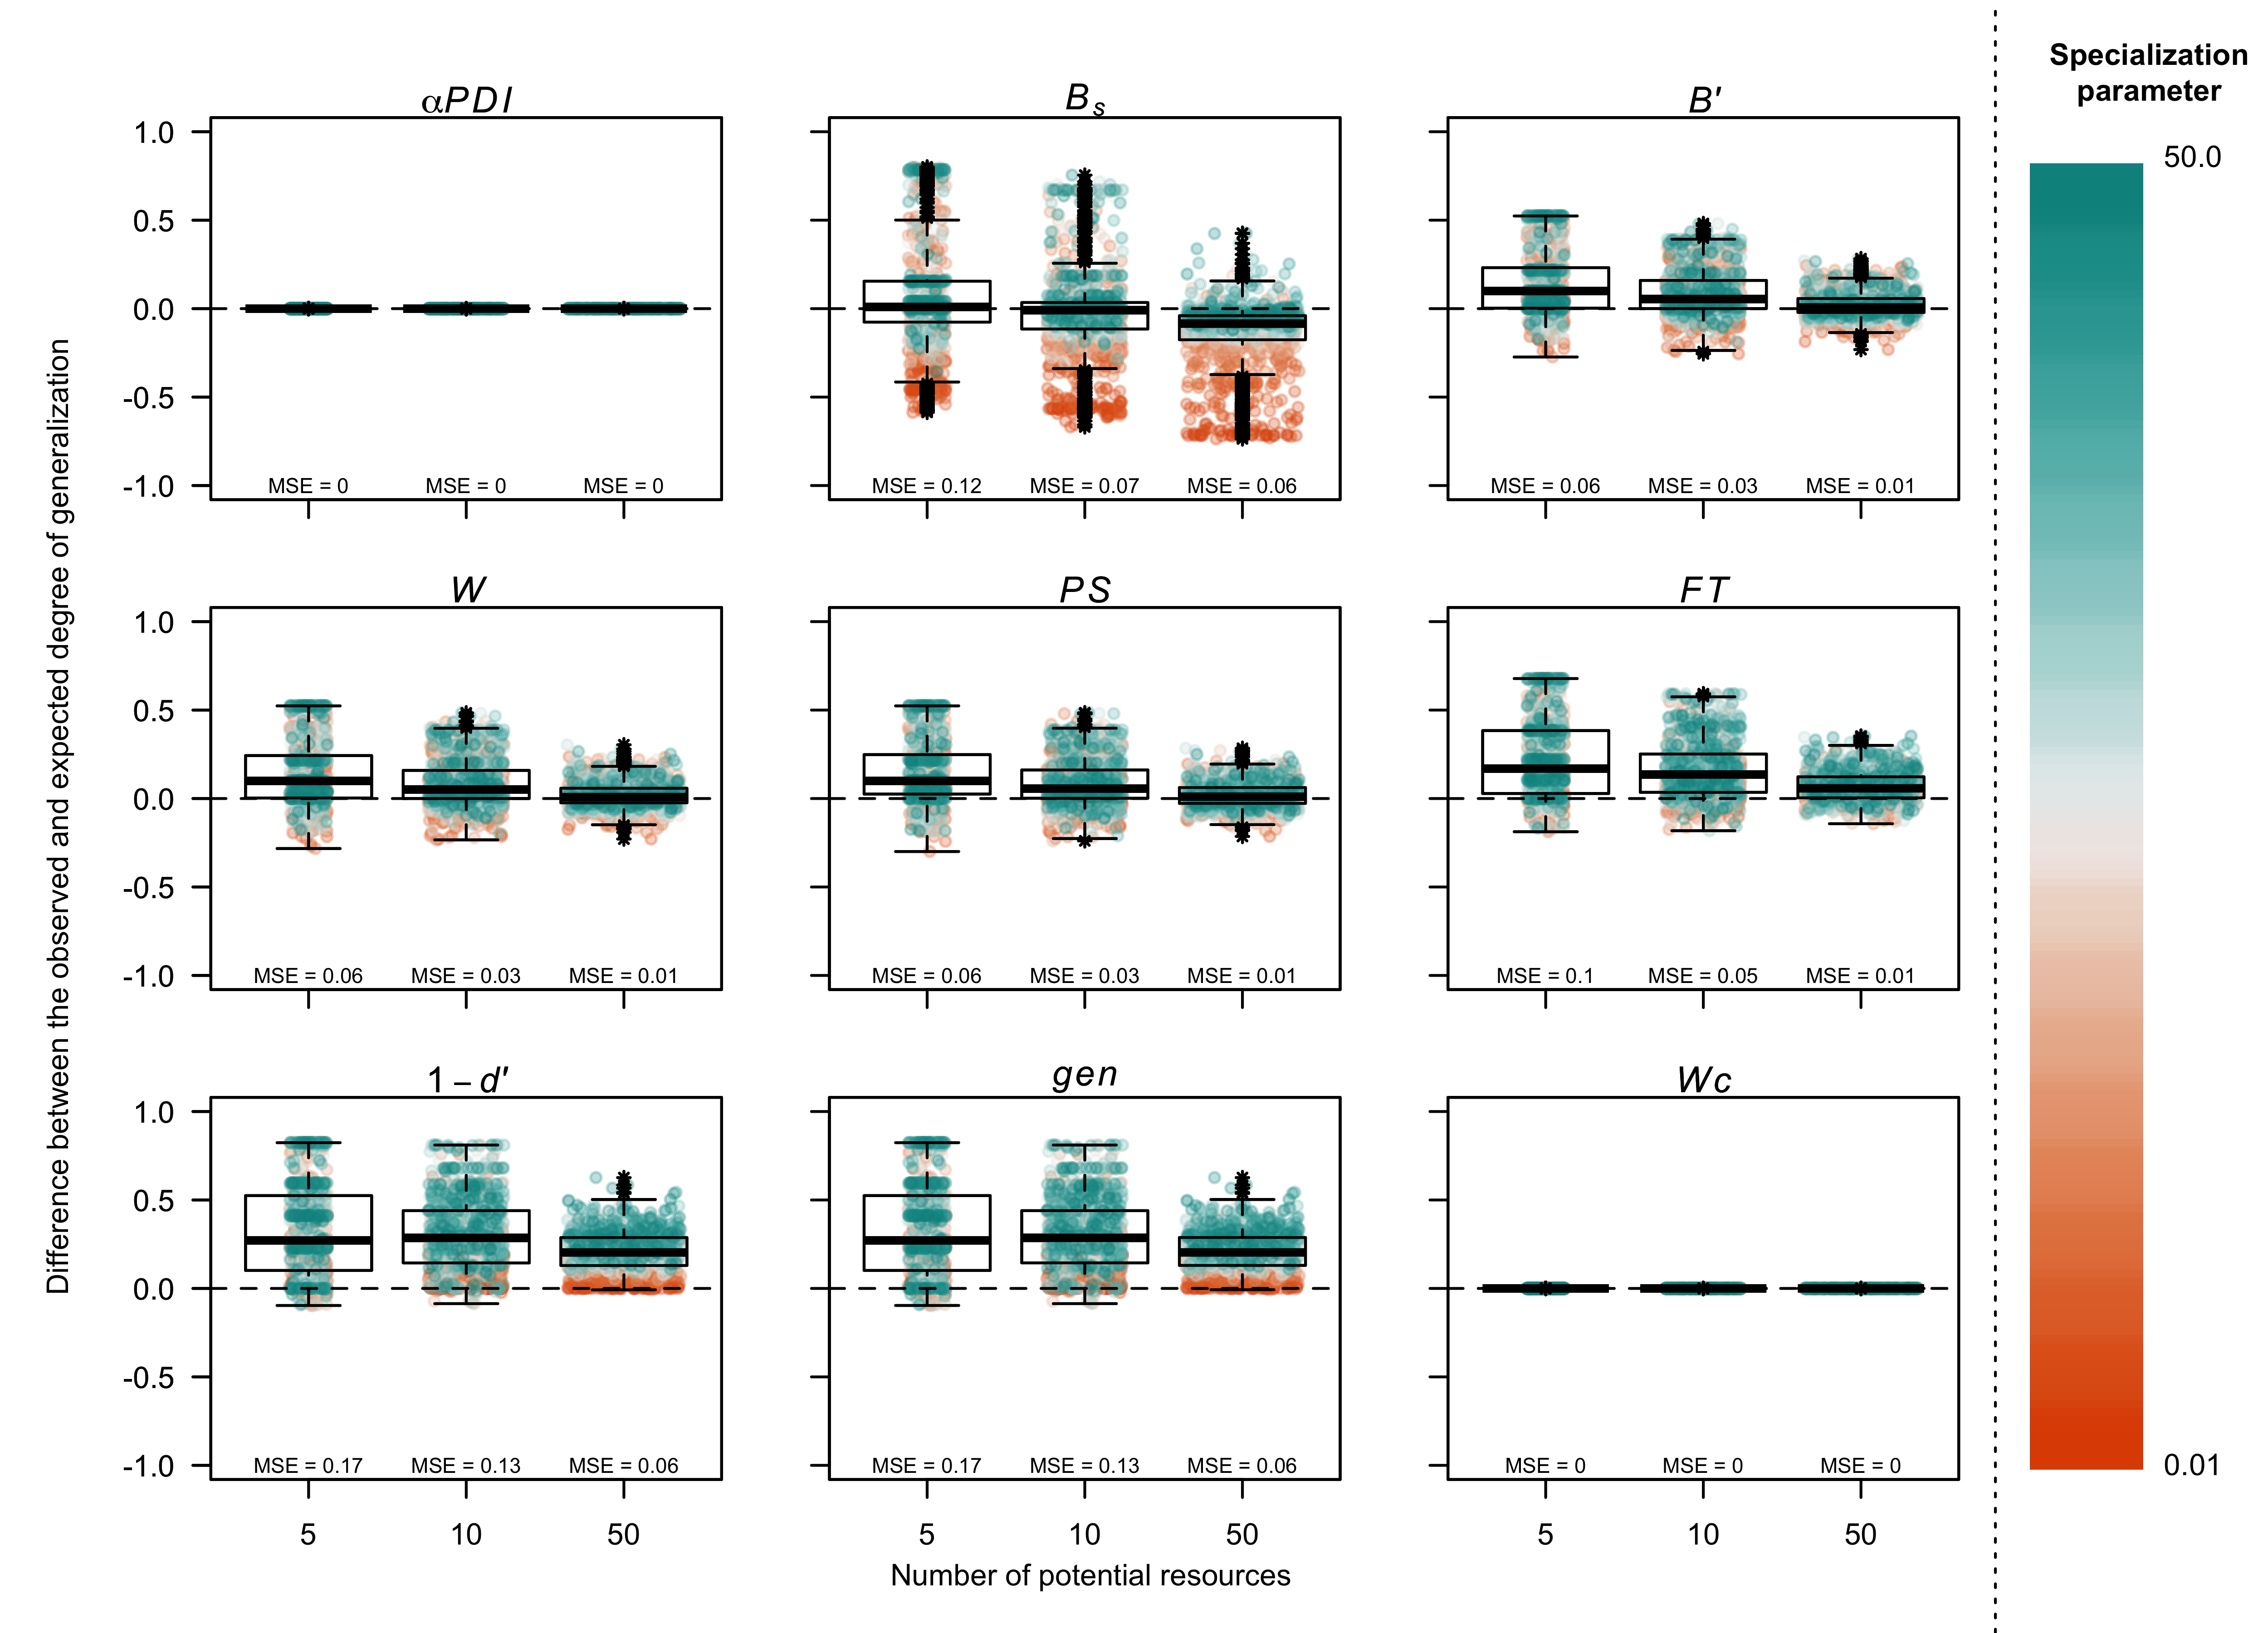 Specialization
parameter
50.0
0.01
Difference between the observed and expected degree of generalization
αPDI
1.0
0.5
0.0
-0.5
-1.0
MSE = 0 MSE = 0 MSE = 0
Bs
MSE = 0.12 MSE = 0.07 MSE = 0.06
B'
MSE = 0.06 MSE = 0.03 MSE = 0.01
W
1.0
0.5
0.0
-0.5
-1.0
MSE = 0.06 MSE = 0.03 MSE = 0.01
PS
MSE = 0.06 MSE = 0.03 MSE = 0.01
FT
MSE = 0.1 MSE = 0.05 MSE = 0.01
1 – d'
1.0
0.5
0.0
-0.5
-1.0
MSE = 0.17 MSE = 0.13 MSE = 0.06
5 10 50
gen
MSE = 0.17 MSE = 0.13 MSE = 0.06
5 10 50
Wc
MSE = 0 MSE = 0 MSE = 0
5 10 50
Number of potential resources